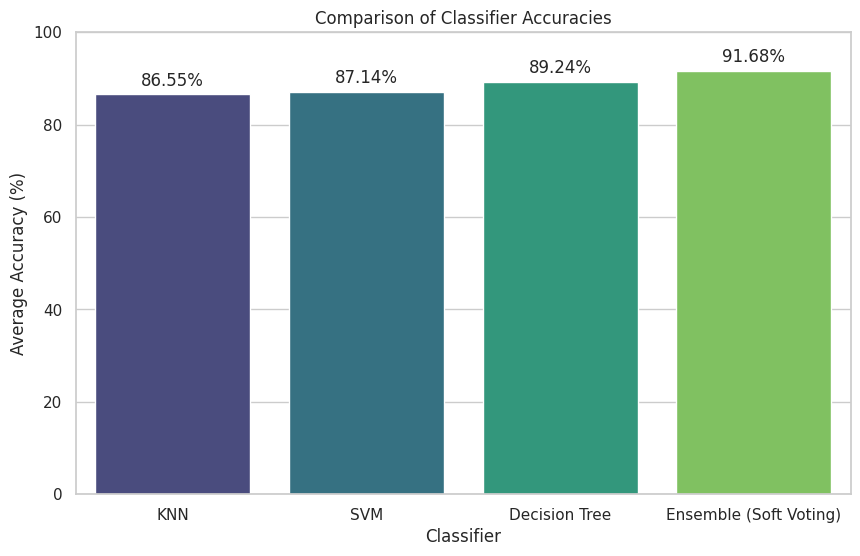 Comparison of Classifier Accuracies
Average Accuracy (%)
100
80
60
40
20
0
86.55%
87.14%
89.24%
91.68%
KNN
SVM
Decision Tree
Ensemble (Soft Voting)
Classifier